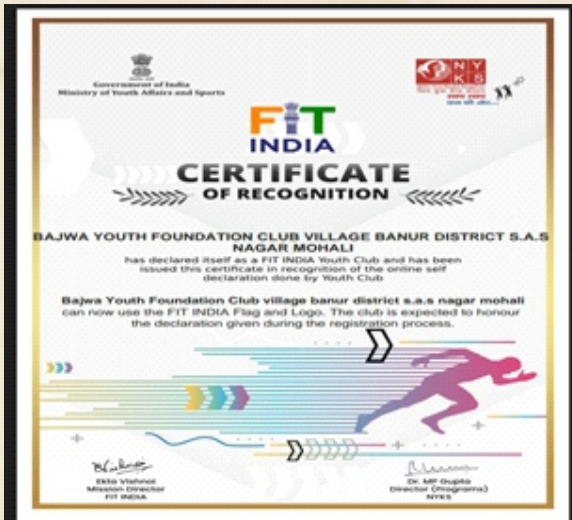 Government of India
Ministry of Youth Affairs and Sports
NYKS
FIT
INDIA
CERTIFICATE
OF RECOGNITION
BAJWA YOUTH FOUNDATION CLUB VILLAGE BANUR DISTRICT S.A.S
NAGAR MOHALI
has declared itself as a FIT INDIA Youth Club and has been
issued this certificate in recognition of the online self
declaration done by Youth Club
Bajwa Youth Foundation Club village banur district s.a.s nagar mohali
can now use the FIT INDIA Flag and Logo. The club is expected to honour
the declaration given during the registration process.
Ekta Vishnoi
Mission Director
FIT INDIA
Dr. MP Gupta
Director (Programs)
NYKS